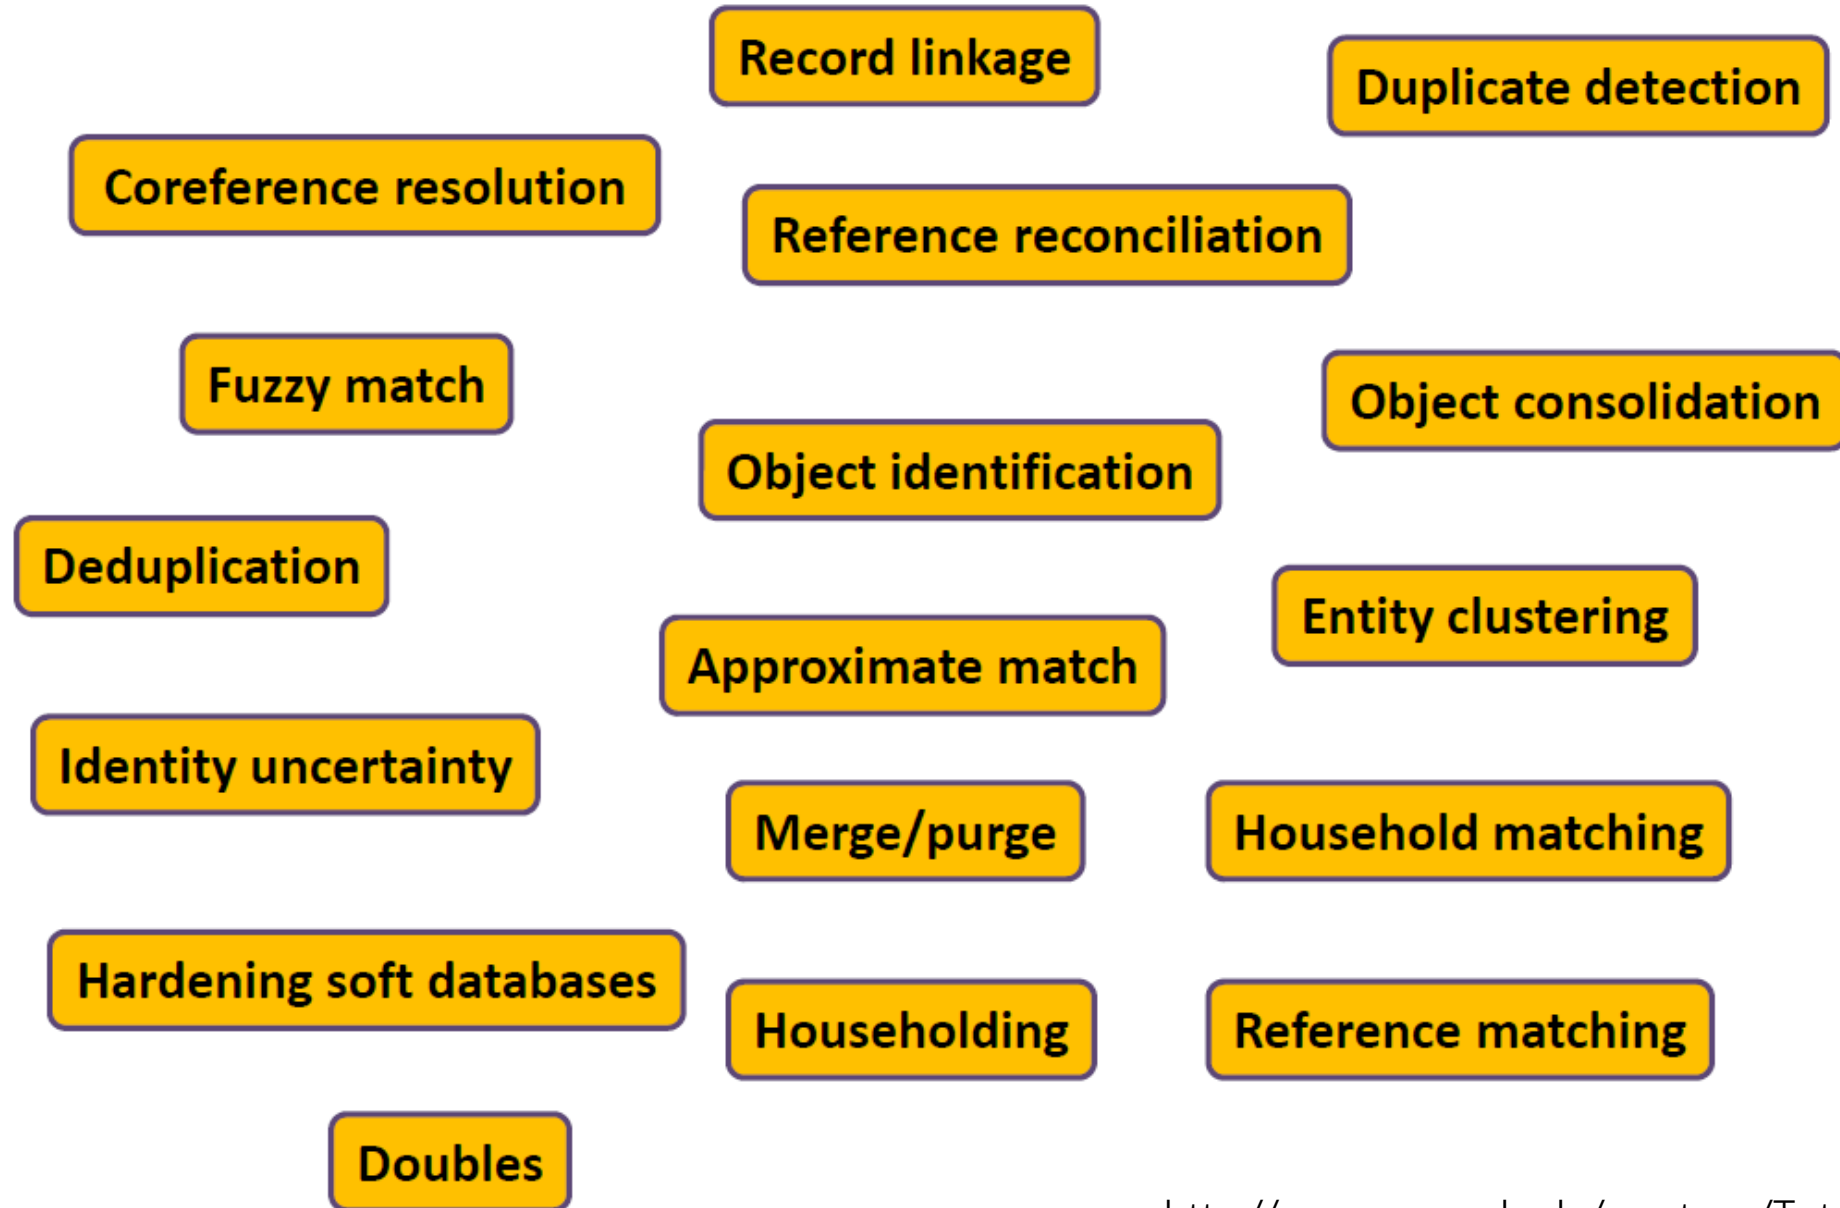 Record linkage
Duplicate detection
Coreference resolution
Reference reconciliation
Fuzzy match
Object consolidation
Object identification
Deduplication
Entity clustering
Approximate match
Identity uncertainty
Merge/purge
Household matching
Hardening soft databases
Householding
Reference matching
Doubles